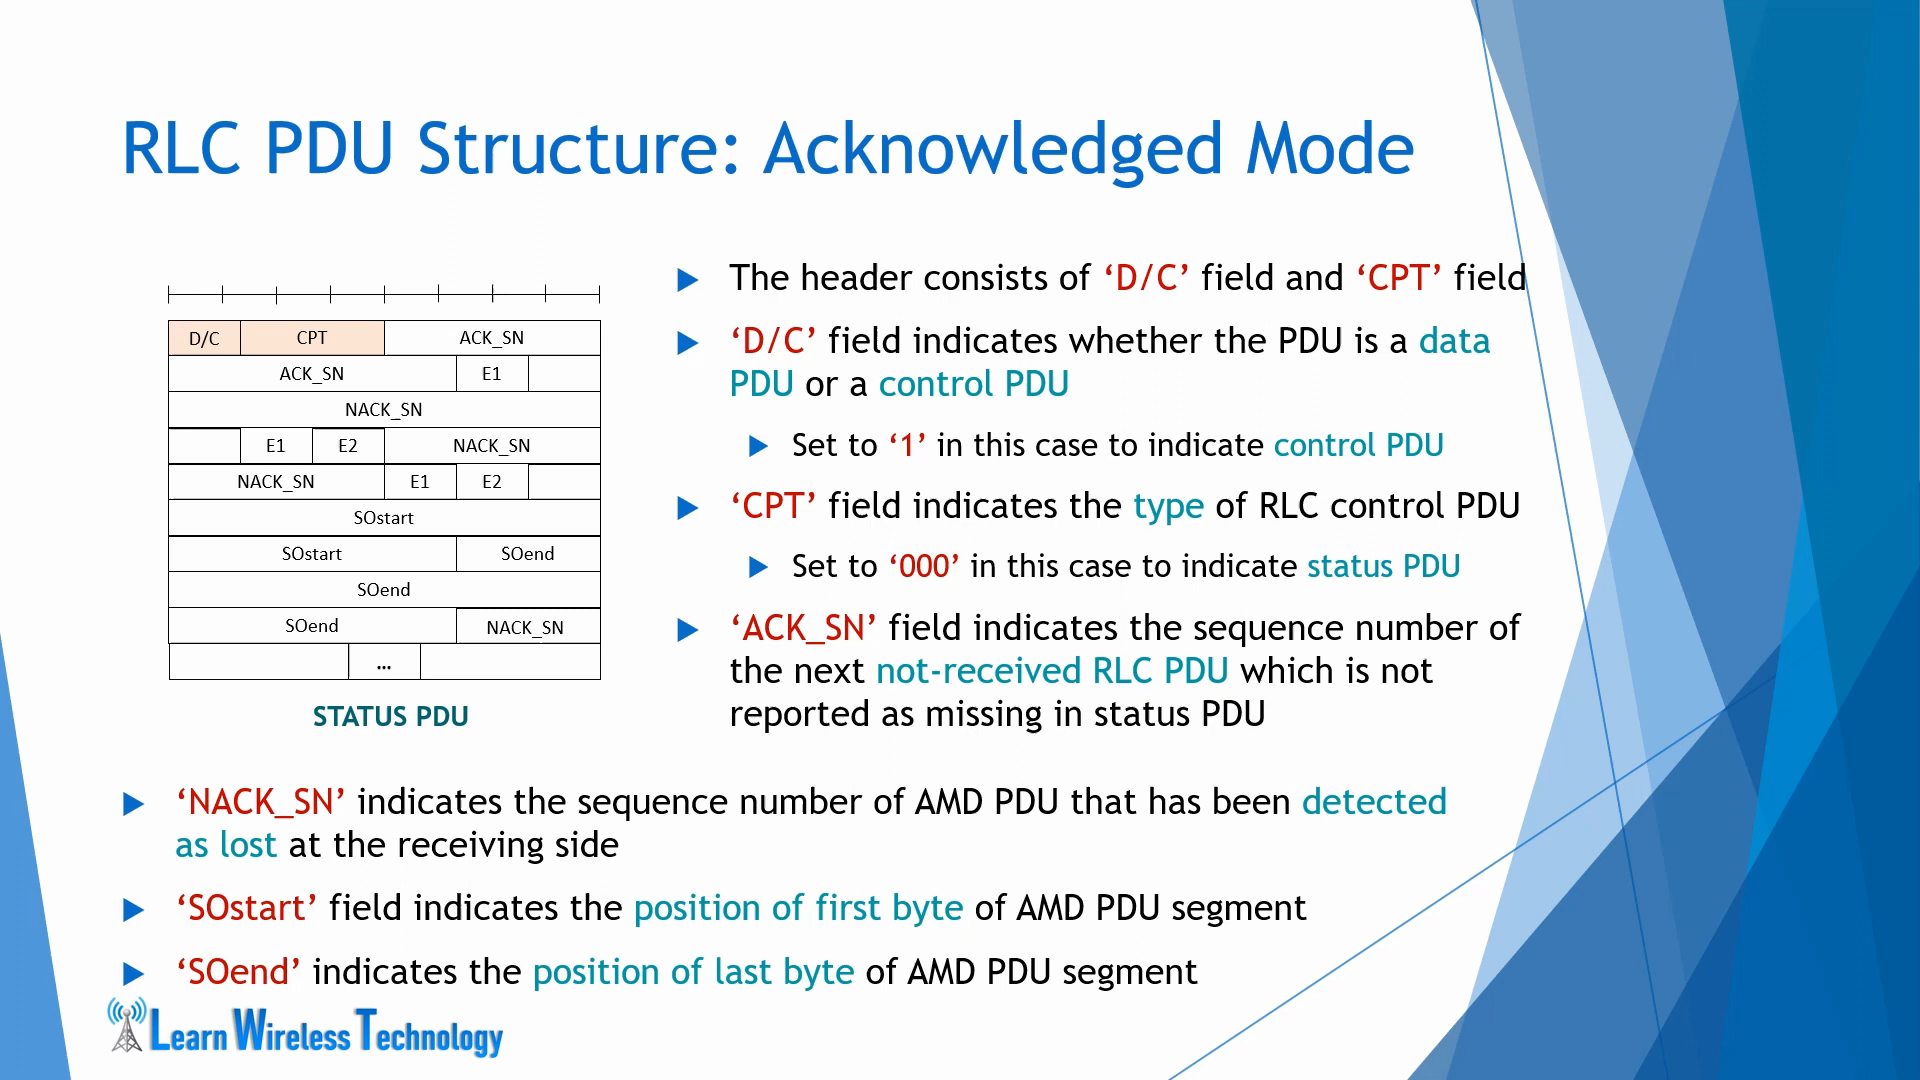 RLC PDU Structure: Acknowledged Mode
D/C CPT ACK_SN
ACK_SN E1
NACK_SN
E1 E2 NACK_SN
NACK_SN E1 E2
SOstart
SOstart SOend
SOend
SOend NACK_SN
...
STATUS PDU
The header consists of ‘D/C’ field and ‘CPT’ field
‘D/C’ field indicates whether the PDU is a data
PDU or a control PDU
Set to ‘1’ in this case to indicate control PDU
‘CPT’ field indicates the type of RLC control PDU
Set to ‘000’ in this case to indicate status PDU
‘ACK_SN’ field indicates the sequence number of
the next not-received RLC PDU which is not
reported as missing in status PDU
‘NACK_SN’ indicates the sequence number of AMD PDU that has been detected
as lost at the receiving side
‘SOstart’ field indicates the position of first byte of AMD PDU segment
‘SOend’ indicates the position of last byte of AMD PDU segment
Learn Wireless Technology